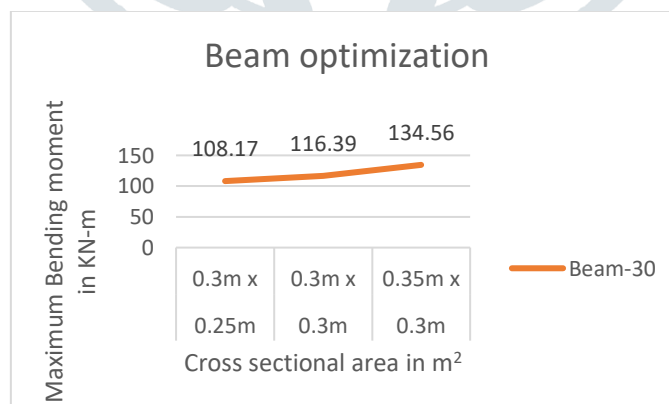 Beam optimization
Maximum Bending moment
in KN-m
108.17 116.39 134.56
150
100
50
0
0.3m x 0.3m x 0.35m x
0.25m 0.3m 0.3m
Cross sectional area in m²
Beam-30